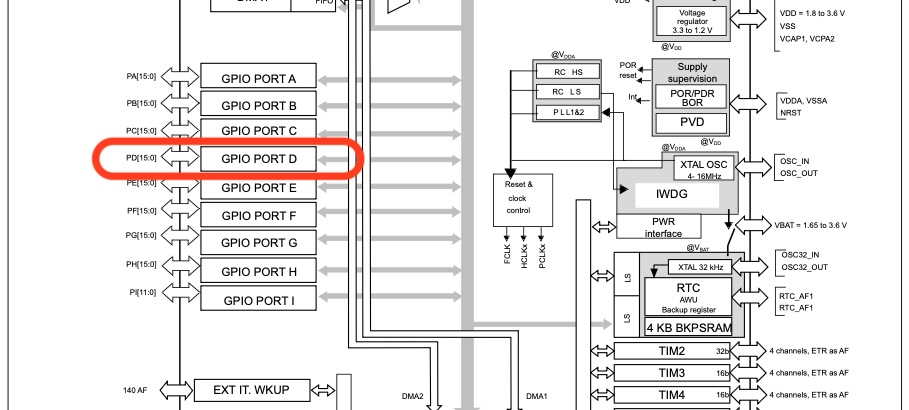 FIFO
VDD
Voltage
regulator
3.3 to 1.2 V
VDD = 1.8 to 3.6 V
VSS
VCAP1, VCPA2
@VDD
@VDDA
RC HS
RC LS
P LL1&2
POR
reset
Int
Supply
supervision
POR/PDR
BOR
PVD
VDDA, VSSA
NRST
@VDD
@VDDA
PA[15:0]
GPIO PORT A
PB[15:0]
GPIO PORT B
PC[15:0]
GPIO PORT C
PD[15:0]
GPIO PORT D
PE[15:0]
GPIO PORT E
PF[15:0]
GPIO PORT F
PG[15:0]
GPIO PORT G
PH[15:0]
GPIO PORT H
PI[11:0]
GPIO PORT I
XTAL OSC
4- 16MHz
OSC_IN
OSC_OUT
IWDG
Reset &
clock
control
FCLK
HCLKx
PCLKx
PWR
interface
VBAT = 1.65 to 3.6 V
@VBAT
LS
LS
XTAL 32 kHz
OSC32_IN
OSC32_OUT
RTC
AWU
Backup register
RTC_AF1
RTC_AF1
4 KB BKPSRAM
TIM2
32b
4 channels, ETR as AF
TIM3
16b
4 channels, ETR as AF
TIM4
16b
4 channels, ETR as AF
140 AF
EXT IT. WKUP
DMA2
DMA1